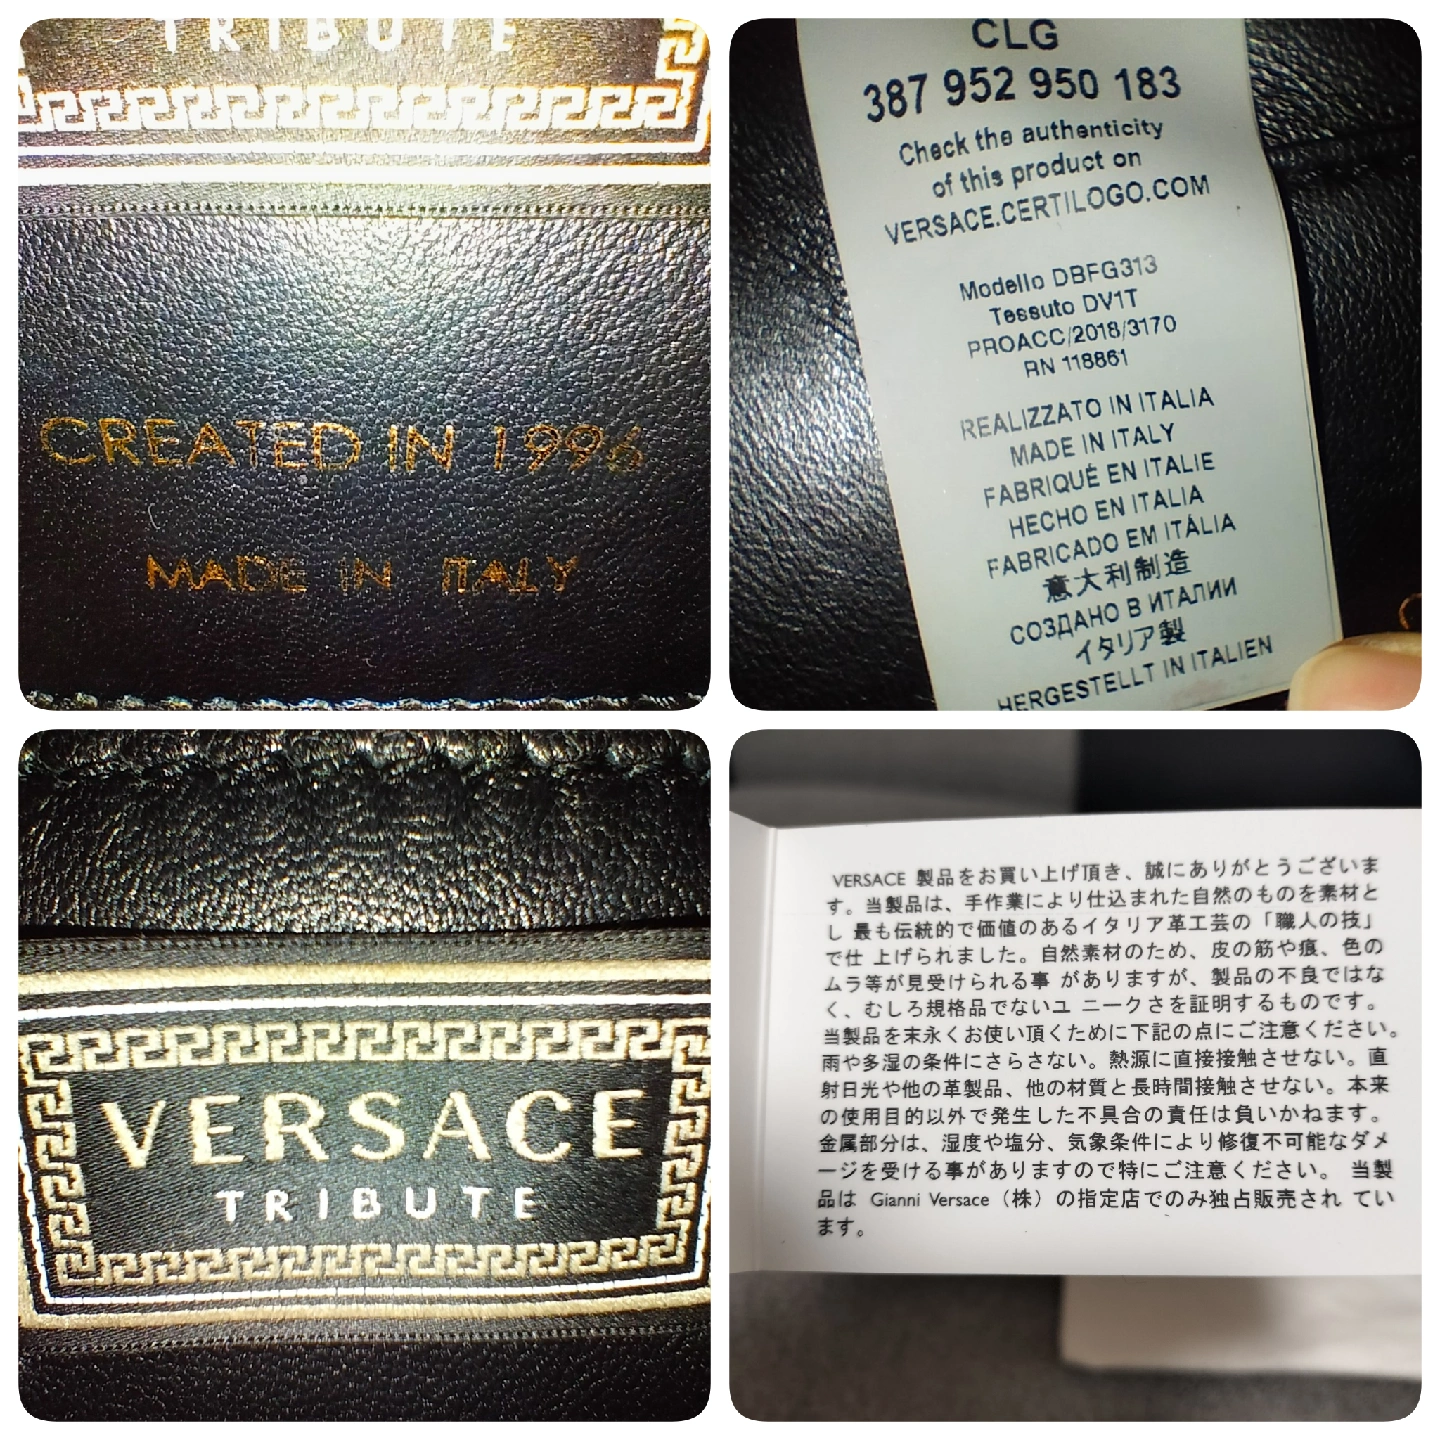 TRIBUTE
CREATED IN 1996
MADE IN ITALY
CLG
387 952 950 183
Check the authenticity
of this product on
VERSACE.CERTILOGO.COM
Modello DBFG313
Tessuto DV1T
PROACC/2018/3170
RN 118861
REALIZZATO IN ITALIA
MADE IN ITALY
FABRIQUÉ EN ITALIE
HECHO EN ITALIA
FABRICADO EM ITÁLIA
意大利制造
СОЗДАНО В ИТАЛИИ
イタリア製
HERGESTELLT IN ITALIEN
VERSACE
TRIBUTE
VERSACE 製品をお買い上げ頂き、誠にありがとうございま
す。当製品は、手作業により仕込まれた自然のものを素材と
し 最も伝統的で価値のあるイタリア革工芸の「職人の技」
で仕 上げられました。自然素材のため、皮の筋や痕、色の
ムラ等が見受けられる事 がありますが、製品の不良ではな
く、むしろ規格品でないユ ニークさを証明するものです。
当製品を末永くお使い頂くために下記の点にご注意ください。
雨や多湿の条件にさらさない。熱源に直接接触させない。直
射日光や他の革製品、他の材質と長時間接触させない。本来
の使用目的以外で発生した不具合の責任は負いかねます。
金属部分は、湿度や塩分、気象条件により修復不可能なダメ
ージを受ける事がありますので特にご注意ください。 当製
品は Gianni Versace（株）の指定店でのみ独占販売され てい
ます。